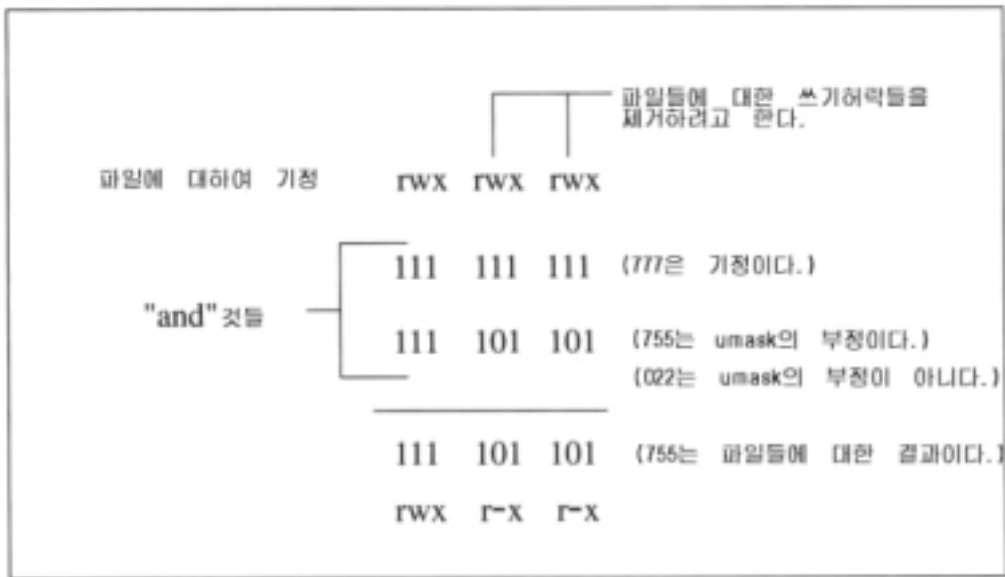 파일들에 대한 쓰기허락들을
제거하려고 한다.
파일에 대하여 기정 rwx rwx rwx
111 111 111 (777은 기정이다.)
"and"것들
111 101 101 (755는 umask의 부정이다.)
(022는 umask의 부정이 아니다.)
111 101 101 (755는 파일들에 대한 결과이다.)
rwx r-x r-x